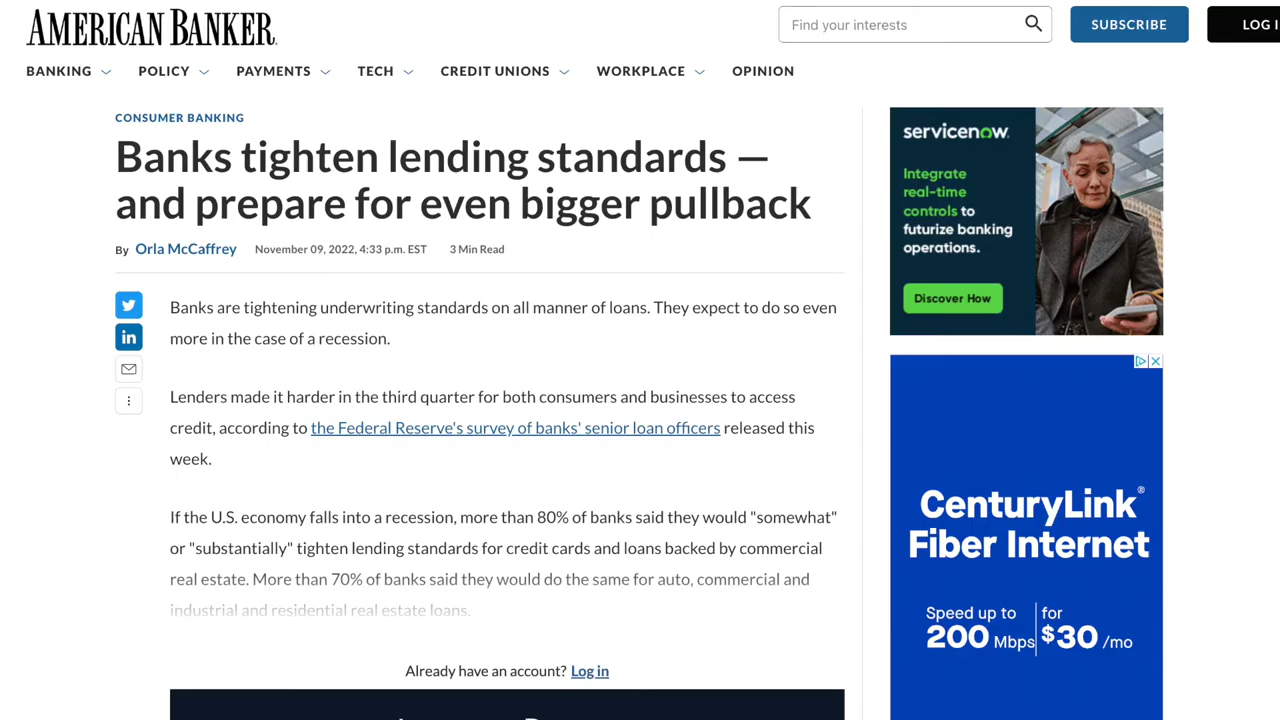 AMERICAN BANKER.
Find your interests
SUBSCRIBE
LOG I
BANKING
POLICY
PAYMENTS
TECH
CREDIT UNIONS
WORKPLACE
OPINION
CONSUMER BANKING
Banks tighten lending standards —
and prepare for even bigger pullback
By Orla McCaffrey November 09, 2022, 4:33 p.m. EST 3 Min Read
Banks are tightening underwriting standards on all manner of loans. They expect to do so even
more in the case of a recession.
Lenders made it harder in the third quarter for both consumers and businesses to access
credit, according to the Federal Reserve's survey of banks' senior loan officers released this
week.
If the U.S. economy falls into a recession, more than 80% of banks said they would "somewhat"
or "substantially" tighten lending standards for credit cards and loans backed by commercial
real estate. More than 70% of banks said they would do the same for auto, commercial and
industrial and residential real estate loans.
Already have an account? Log in
servicenow.
Integrate
real-time
controls to
futurize banking
operations.
Discover How
CenturyLink®
Fiber Internet
Speed up to
200 Mbps
for
$30 /mo